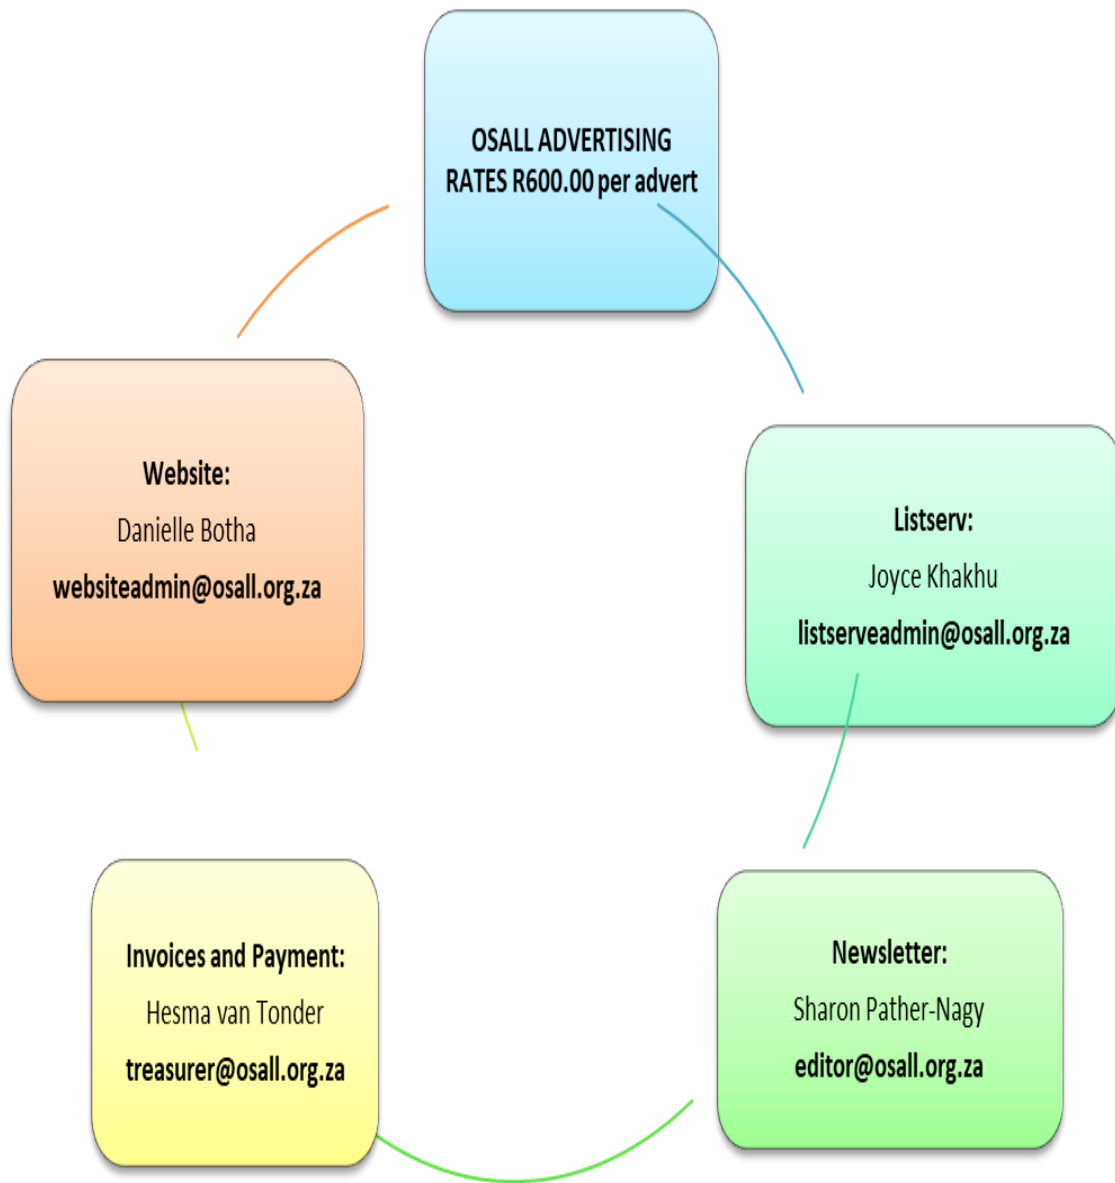 OSALL ADVERTISING
RATES R600.00 per advert
Website:
Danielle Botha
websiteadmin@osall.org.za
Listserv:
Joyce Khakhu
listserveadmin@osall.org.za
Invoices and Payment:
Hesma van Tonder
treasurer@osall.org.za
Newsletter:
Sharon Pather-Nagy
editor@osall.org.za